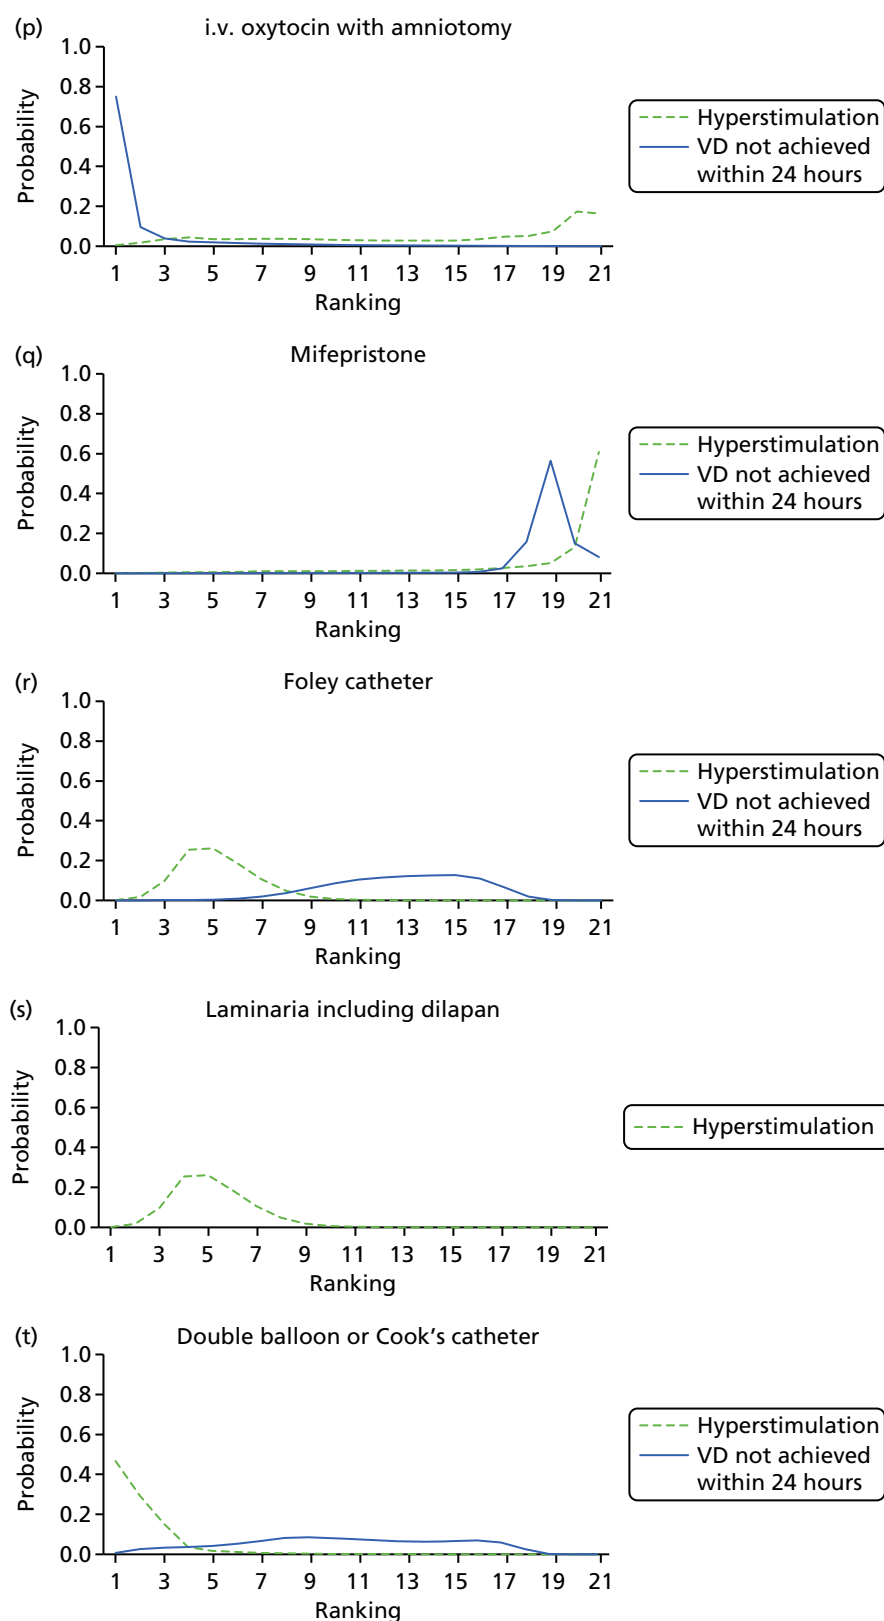 (p) i.v. oxytocin with amniotomy
1.0
0.8
0.6
0.4
0.2
0.0
Probability
1 3 5 7 9 11 13 15 17 19 21
Ranking
Hyperstimulation
VD not achieved
within 24 hours
(q) Mifepristone
1.0
0.8
0.6
0.4
0.2
0.0
Probability
1 3 5 7 9 11 13 15 17 19 21
Ranking
Hyperstimulation
VD not achieved
within 24 hours
(r) Foley catheter
1.0
0.8
0.6
0.4
0.2
0.0
Probability
1 3 5 7 9 11 13 15 17 19 21
Ranking
Hyperstimulation
VD not achieved
within 24 hours
(s) Laminaria including dilapan
1.0
0.8
0.6
0.4
0.2
0.0
Probability
1 3 5 7 9 11 13 15 17 19 21
Ranking
Hyperstimulation
(t) Double balloon or Cook's catheter
1.0
0.8
0.6
0.4
0.2
0.0
Probability
1 3 5 7 9 11 13 15 17 19 21
Ranking
Hyperstimulation
VD not achieved
within 24 hours